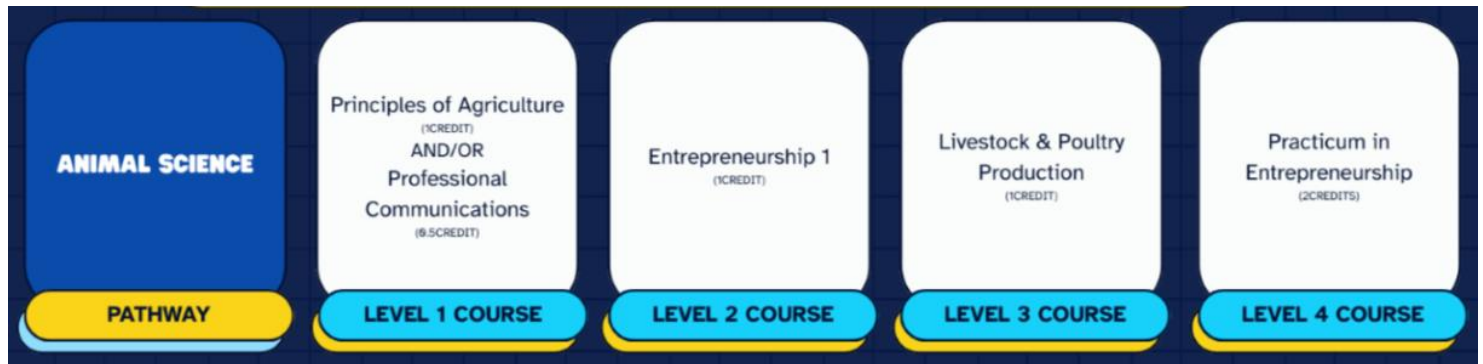 ANIMAL SCIENCE
PATHWAY
Principles of Agriculture
(1CREDIT)
AND/OR
Professional
Communications
(0.5CREDIT)
LEVEL 1 COURSE
Entrepreneurship 1
(1CREDIT)
LEVEL 2 COURSE
Livestock & Poultry
Production
(1CREDIT)
LEVEL 3 COURSE
Practicum in
Entrepreneurship
(2CREDITS)
LEVEL 4 COURSE